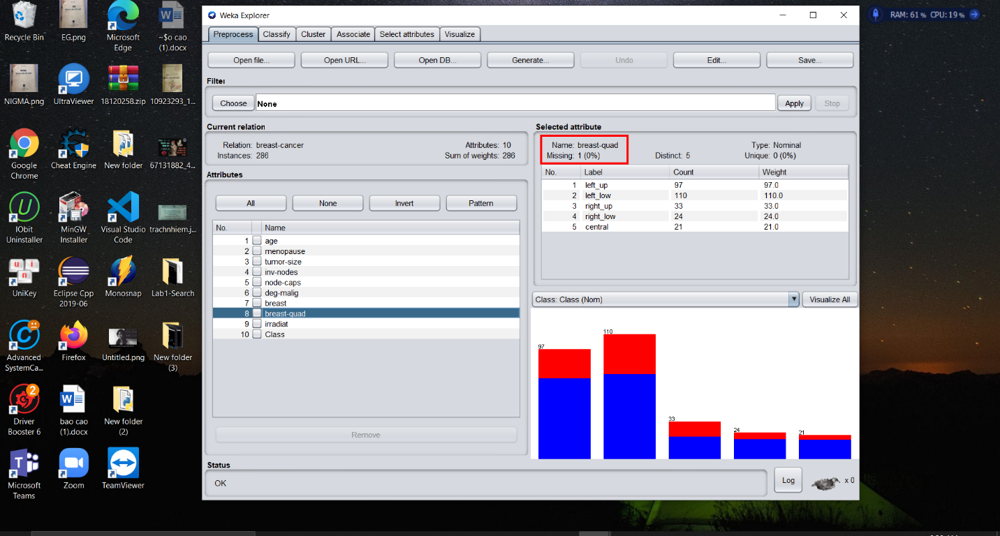 Recycle Bin
EG.png
Microsoft
Edge
~$o cao
(1).docx
NIGMA.png
UltraViewer
18120258.zip
10923293_1...
Google
Chrome
Cheat Engine
New folder
67131882_4...
IObit
Uninstaller
MinGW
Installer
Visual Studio
Code
trachnhiem.j...
UniKey
Eclipse Cpp
2019-06
Monosnap
Lab1-Search
Advanced
SystemCa...
Firefox
Untitled.png
New folder
(3)
2
Driver
Booster 6
bao cao
(1).docx
New folder
(2)
Microsoft
Teams
Zoom
TeamViewer
Weka Explorer
Preprocess Classify Cluster Associate Select attributes Visualize
Open file... Open URL... Open DB... Generate... Undo Edit... Save...
Filter
Choose None Apply Stop
Current relation
Relation: breast-cancer Attributes: 10
Instances: 286 Sum of weights: 286
Attributes
All None Invert Pattern
No. Name
1 age
2 menopause
3 tumor-size
4 inv-nodes
5 node-caps
6 deg-malig
7 breast
8 breast-quad
9 irradiat
10 Class
Remove
Selected attribute
Name: breast-quad Type: Nominal
Missing: 1 (0%) Distinct: 5 Unique: 0 (0%)
No. Label Count Weight
1 left_up 97 97.0
2 left_low 110 110.0
3 right_up 33 33.0
4 right_low 24 24.0
5 central 21 21.0
Class: Class (Nom) Visualize All
97
110
33
24
21
Status
OK
Log x 0
RAM: 61 % CPU: 19 %